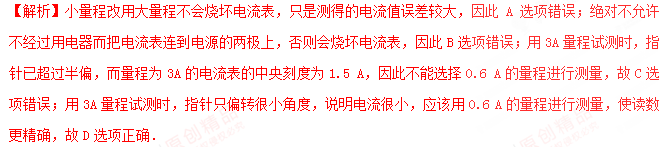 【解析】小量程改用大量程不会烧坏电流表，只是测得的电流值误差较大，因此 A 选项错误；绝对不允许
不经过用电器而把电流表连到电源的两极上，否则会烧坏电流表，因此 B 选项错误；用 3A 量程试测时，指
针已超过半偏，而量程为 3A 的电流表的中央刻度为 1.5 A，因此不能选择 0.6 A 的量程进行测量，故 C 选
项错误；用 3A 量程试测时，指针只偏转很小角度，说明电流很小，应该用 0.6 A 的量程进行测量，使读数
更精确，故 D 选项正确．